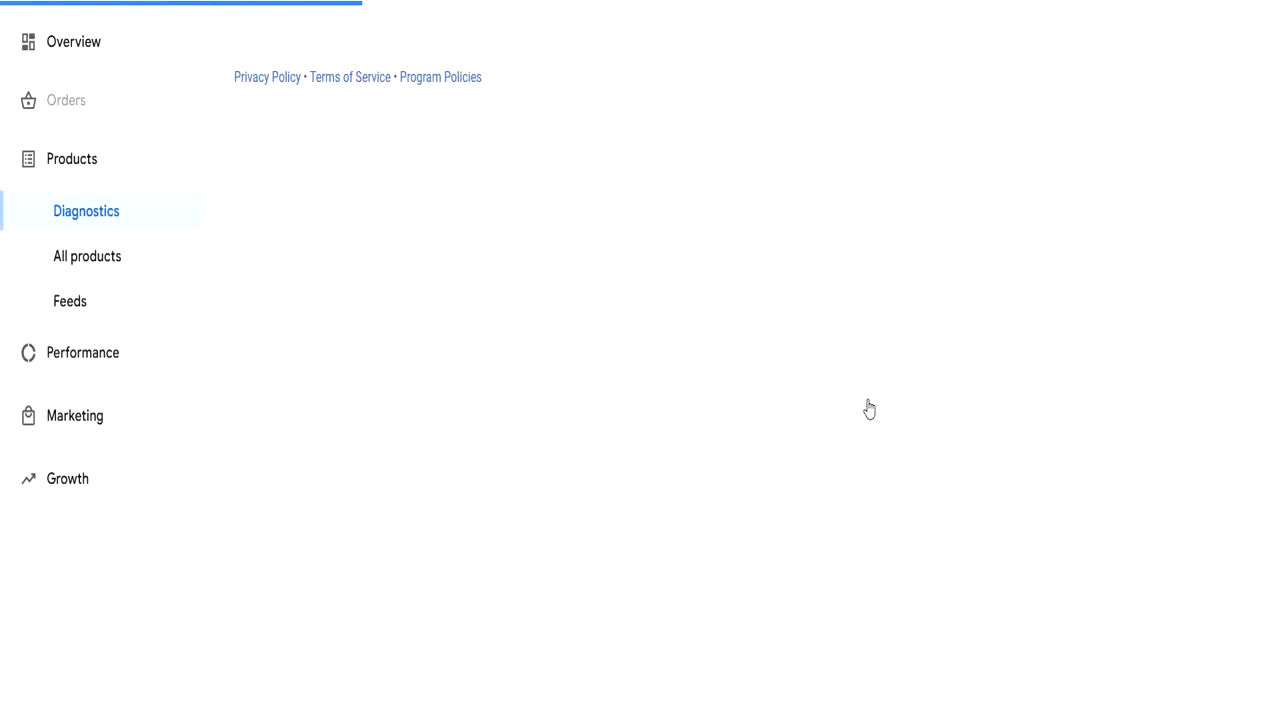 Overview
Privacy Policy • Terms of Service • Program Policies
Orders
Products
Diagnostics
All products
Feeds
Performance
Marketing
Growth